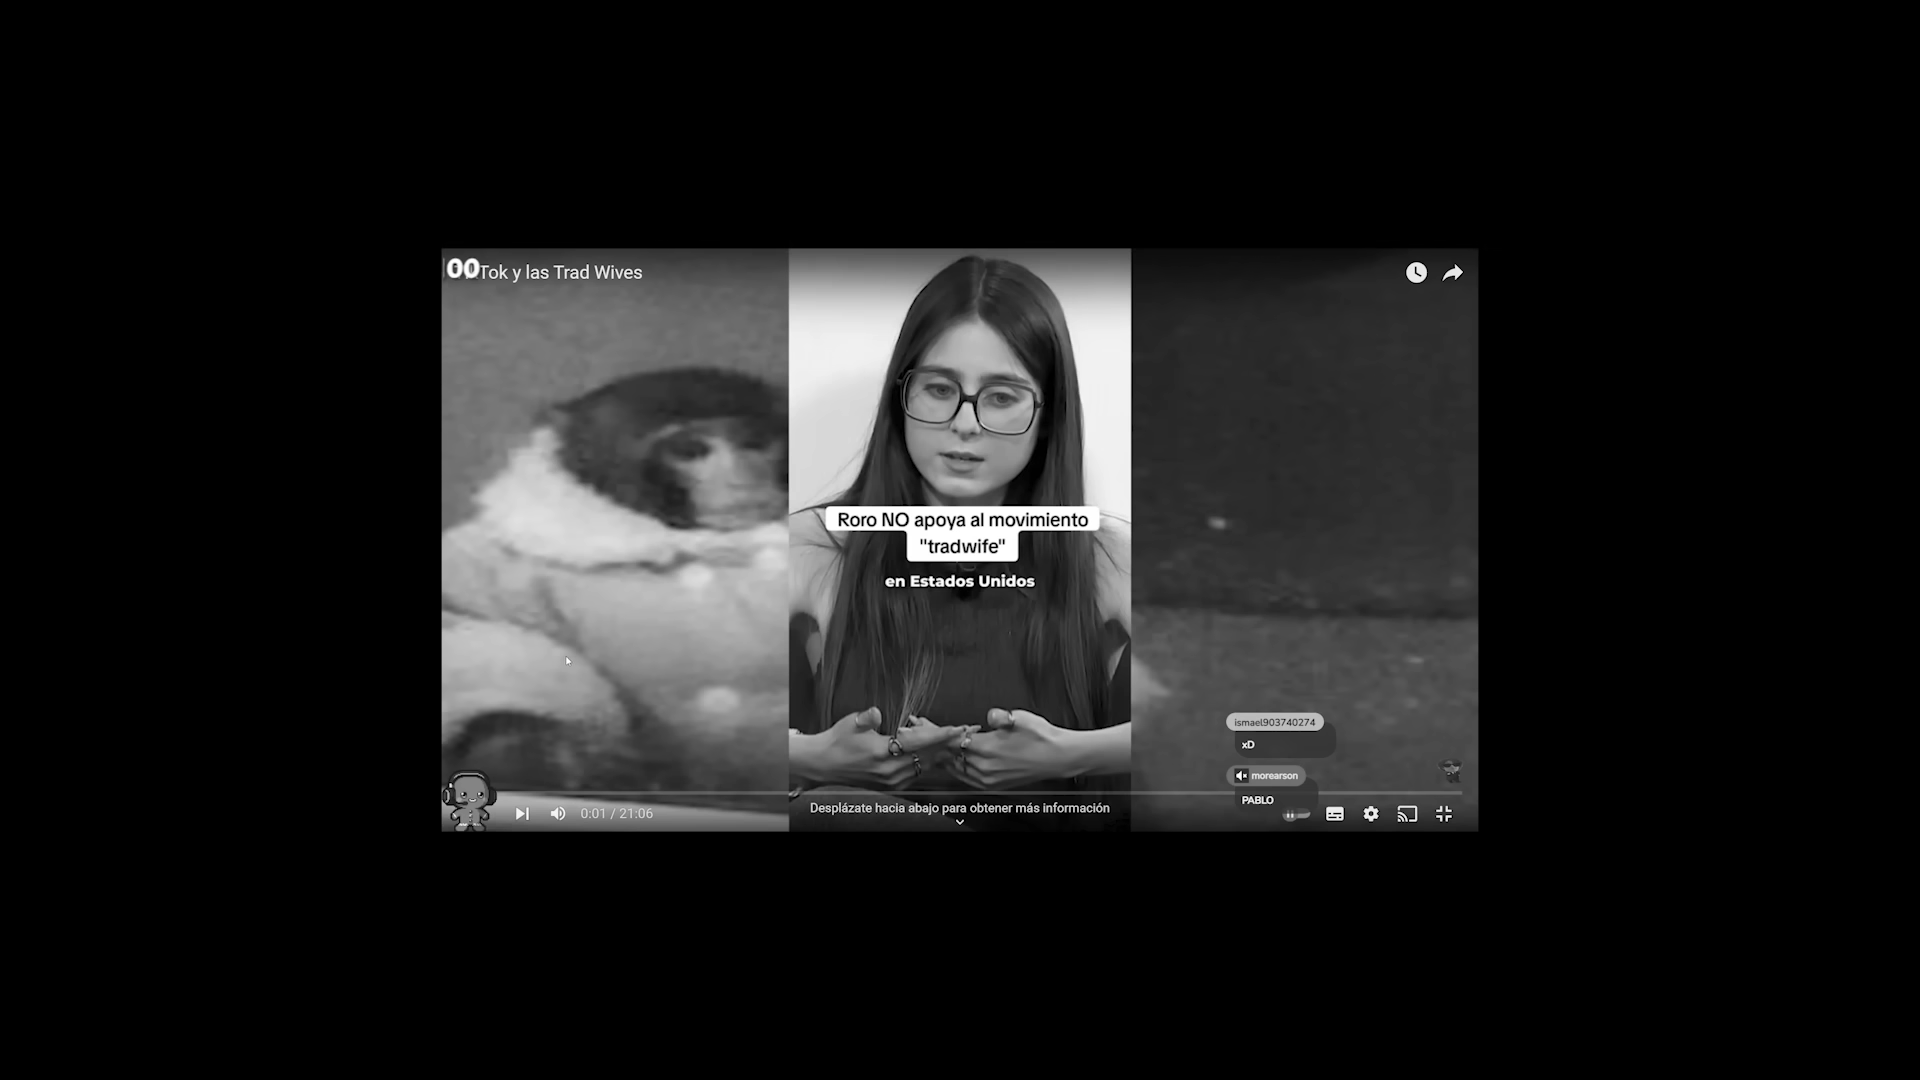 00
Tok y las Trad Wives
Roro NO apoya al movimiento
"tradwife"
en Estados Unidos
ismael903740274
xD
morearson
PABLO
0:01 / 21:06
Desplázate hacia abajo para obtener más información